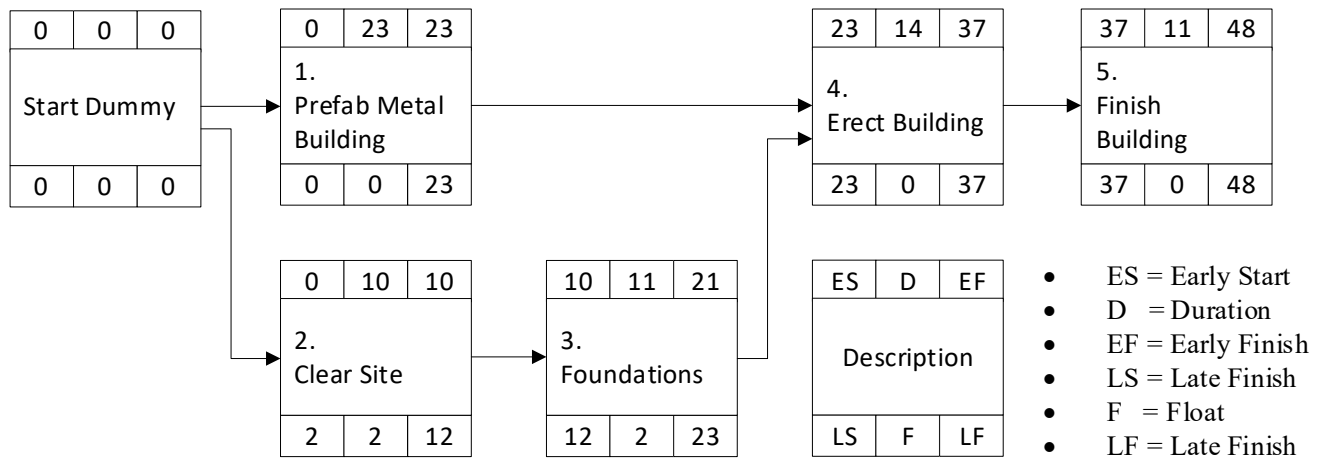 0 0 0
Start Dummy
0 0 0
0 23 23
1.
Prefab Metal
Building
0 0 23
23 14 37
4.
Erect Building
23 0 37
37 11 48
5.
Finish
Building
37 0 48
0 10 10
2.
Clear Site
2 2 12
10 11 21
3.
Foundations
12 2 23
ES D EF
Description
LS F LF
• ES = Early Start
• D = Duration
• EF = Early Finish
• LS = Late Finish
• F = Float
• LF = Late Finish